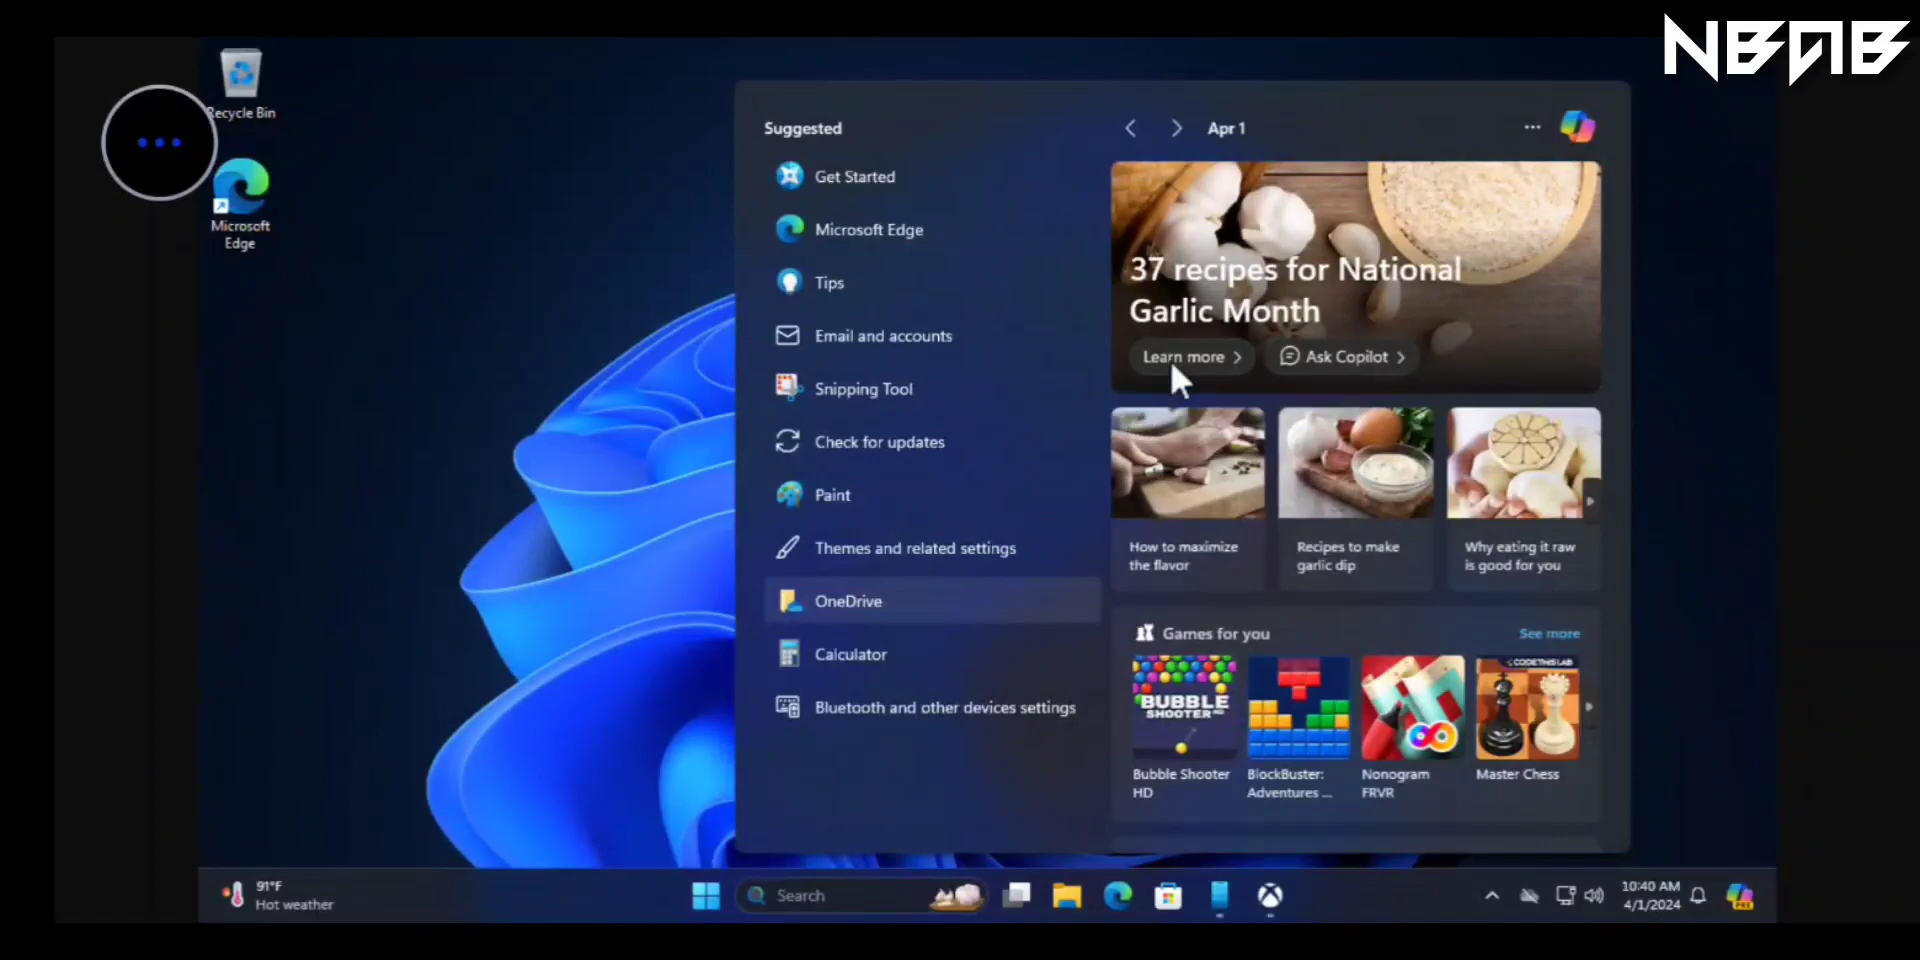 NBAB
Recycle Bin
Microsoft
Edge
Suggested
Get Started
Microsoft Edge
Tips
Email and accounts
Snipping Tool
Check for updates
Paint
Themes and related settings
OneDrive
Calculator
Bluetooth and other devices settings
Apr 1
37 recipes for National
Garlic Month
Learn more
Ask Copilot
How to maximize
the flavor
Recipes to make
garlic dip
Why eating it raw
is good for you
Games for you
See more
BUBBLE
SHOOTER HD
CODETHISLAB
Bubble Shooter
HD
BlockBuster:
Adventures ...
Nonogram
FRVR
Master Chess
91°F
Hot weather
Search
10:40 AM
4/1/2024
PRE